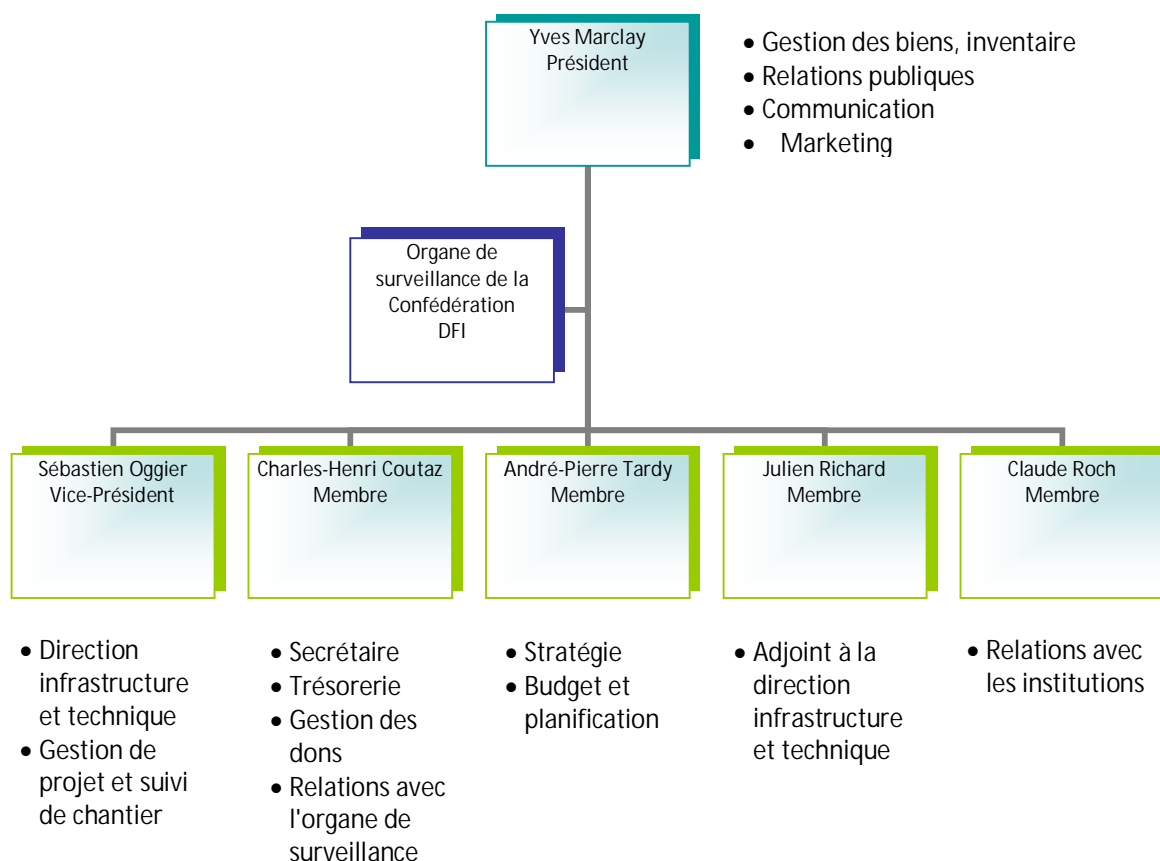 Yves Marclay
Président
• Gestion des biens, inventaire
• Relations publiques
• Communication
• Marketing
Organe de
surveillance de la
Confédération
DFI
Sébastien Oggier
Vice-Président
Charles-Henri Coutaz
Membre
André-Pierre Tardy
Membre
Julien Richard
Membre
Claude Roch
Membre
• Direction
infrastructure
et technique
• Gestion de
projet et suivi
de chantier
• Secrétaire
• Trésorerie
• Gestion des
dons
• Relations avec
l'organe de
surveillance
• Stratégie
• Budget et
planification
• Adjoint à la
direction
infrastructure
et technique
• Relations avec
les institutions